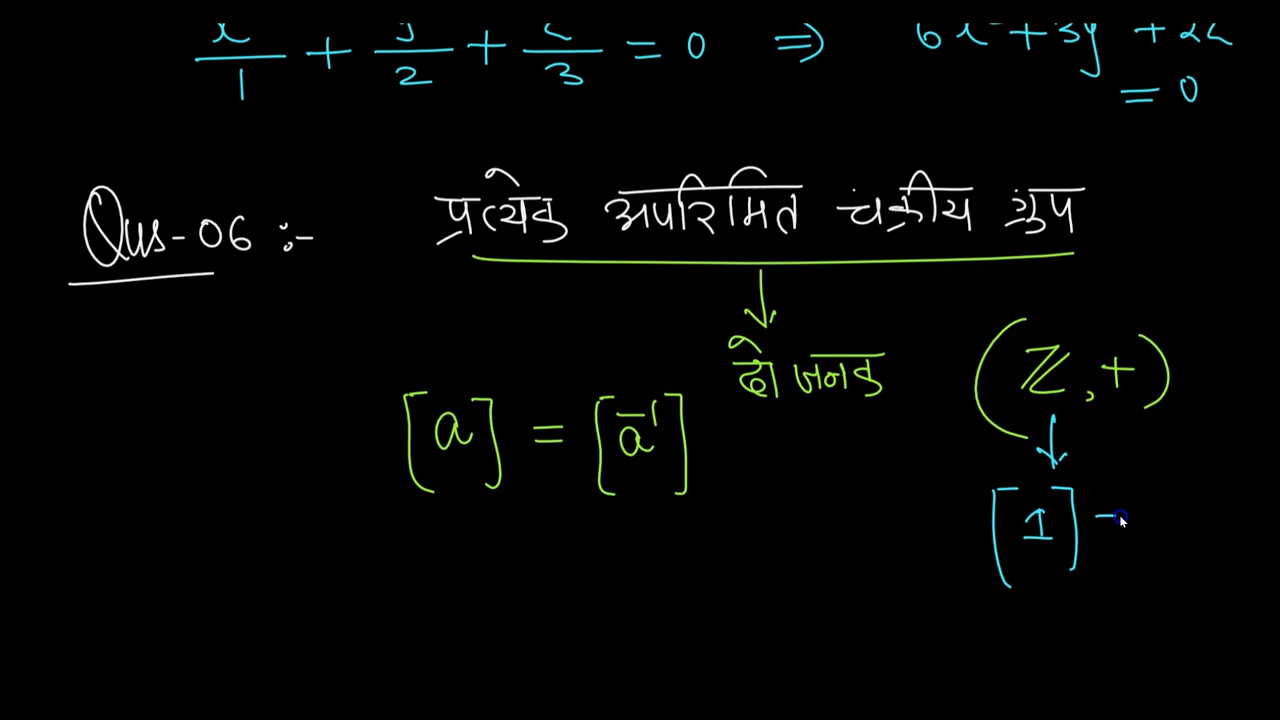 x/1 + y/2 + z/3 = 0 ⇒ 6x + 3y + 2z
= 0
Qus-06 :- प्रत्येक अपरिमित चक्रीय ग्रुप
दो जनक (ℤ, +)
[a] = [a⁻¹]
[1] -